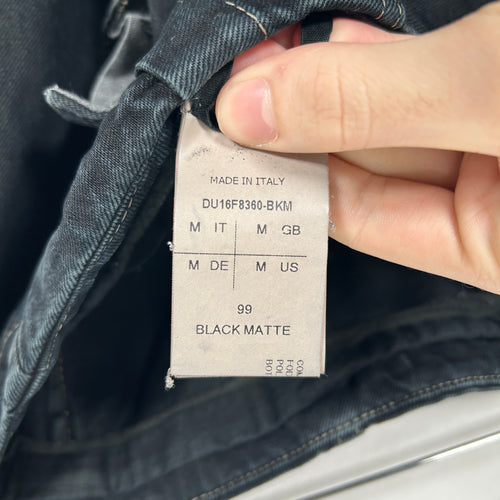 MADE IN ITALY
DU16F8360-BKM
M IT M GB
M DE M US
99
BLACK MATTE